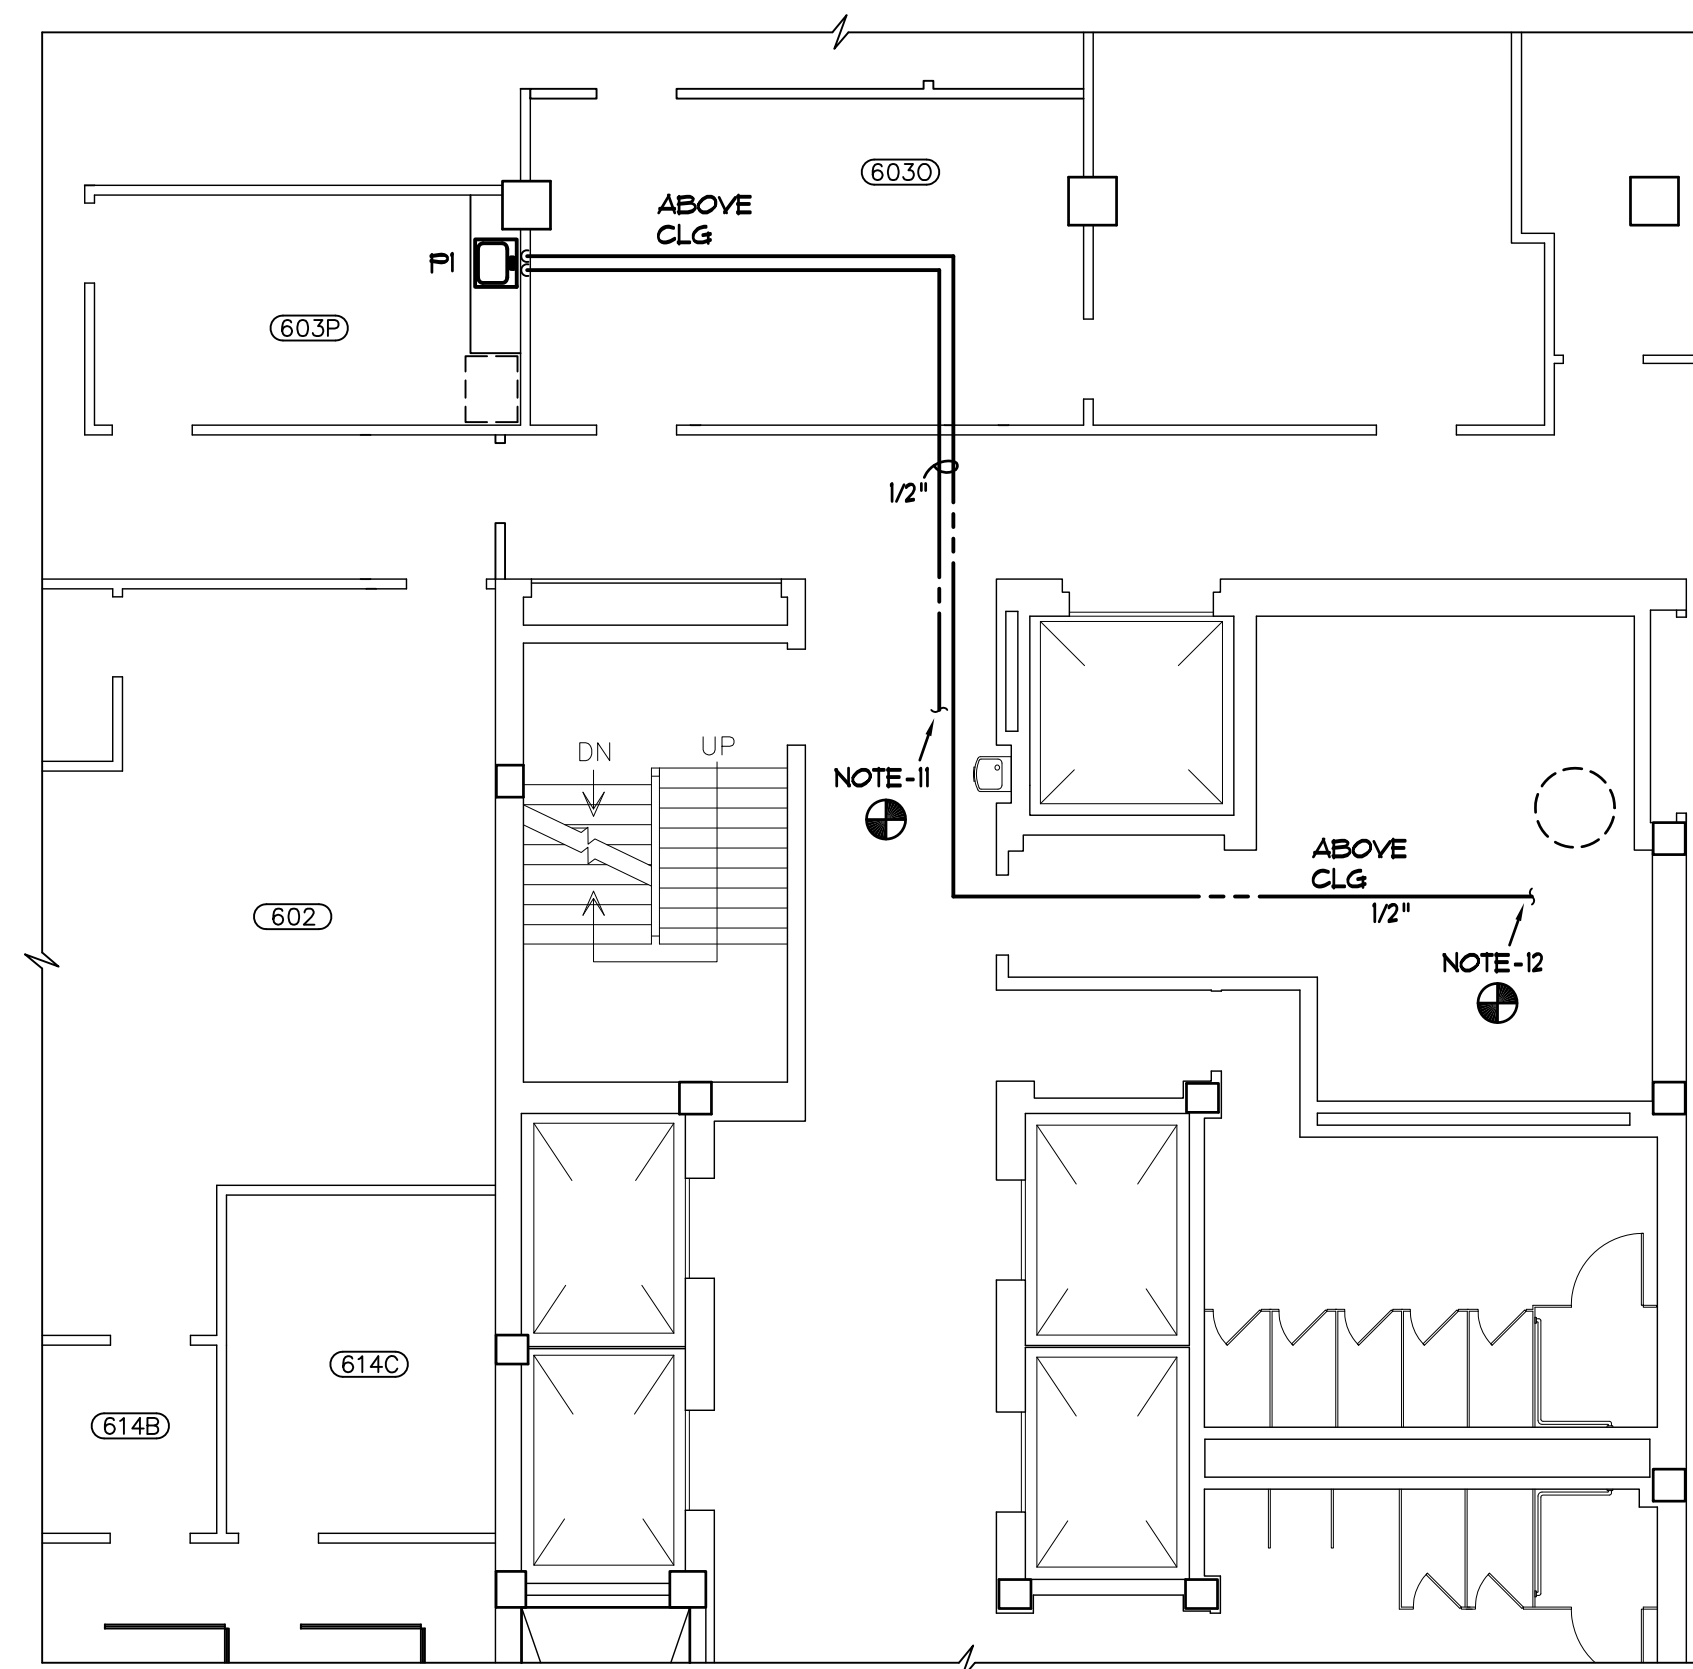 6030
ABOVE
CLG
P1
603P
1/2"
DN
UP
NOTE-11
ABOVE
CLG
1/2"
602
NOTE-12
614C
614B